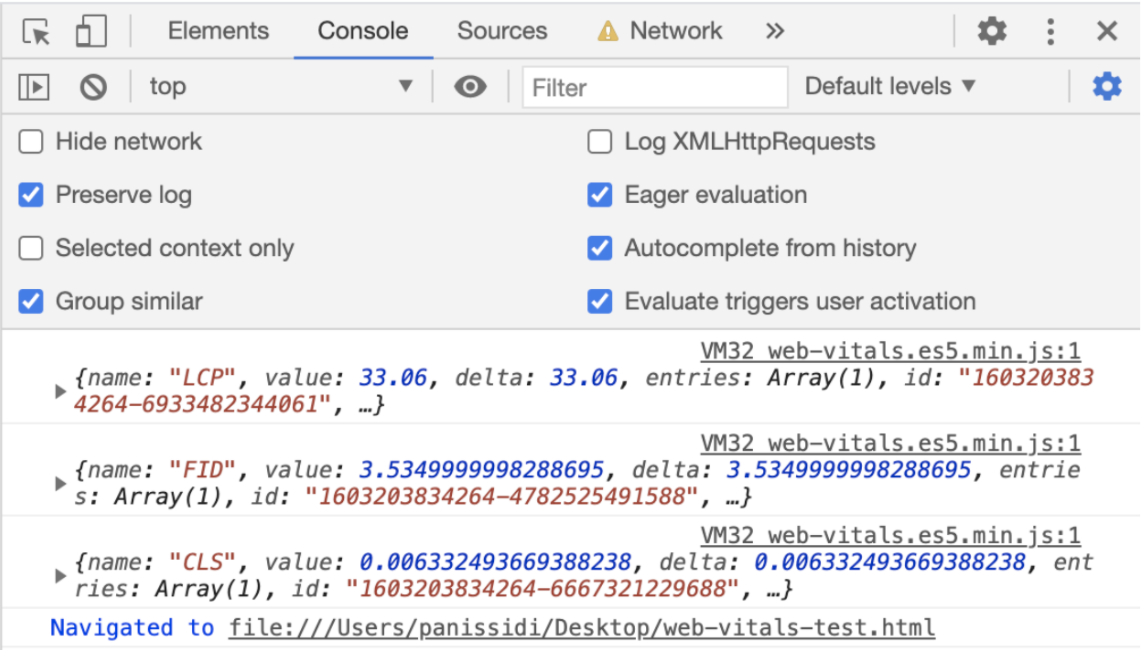 Elements Console Sources Network
top Filter Default levels
Hide network Log XMLHttpRequests
Preserve log Eager evaluation
Selected context only Autocomplete from history
Group similar Evaluate triggers user activation
VM32 web-vitals.es5.min.js:1
{name: "LCP", value: 33.06, delta: 33.06, entries: Array(1), id: "160320383
4264-6933482344061", …}
VM32 web-vitals.es5.min.js:1
{name: "FID", value: 3.5349999998288695, delta: 3.5349999998288695, entrie
s: Array(1), id: "1603203834264-4782525491588", …}
VM32 web-vitals.es5.min.js:1
{name: "CLS", value: 0.006332493669388238, delta: 0.006332493669388238, ent
ries: Array(1), id: "1603203834264-6667321229688", …}
Navigated to file:///Users/panissidi/Desktop/web-vitals-test.html